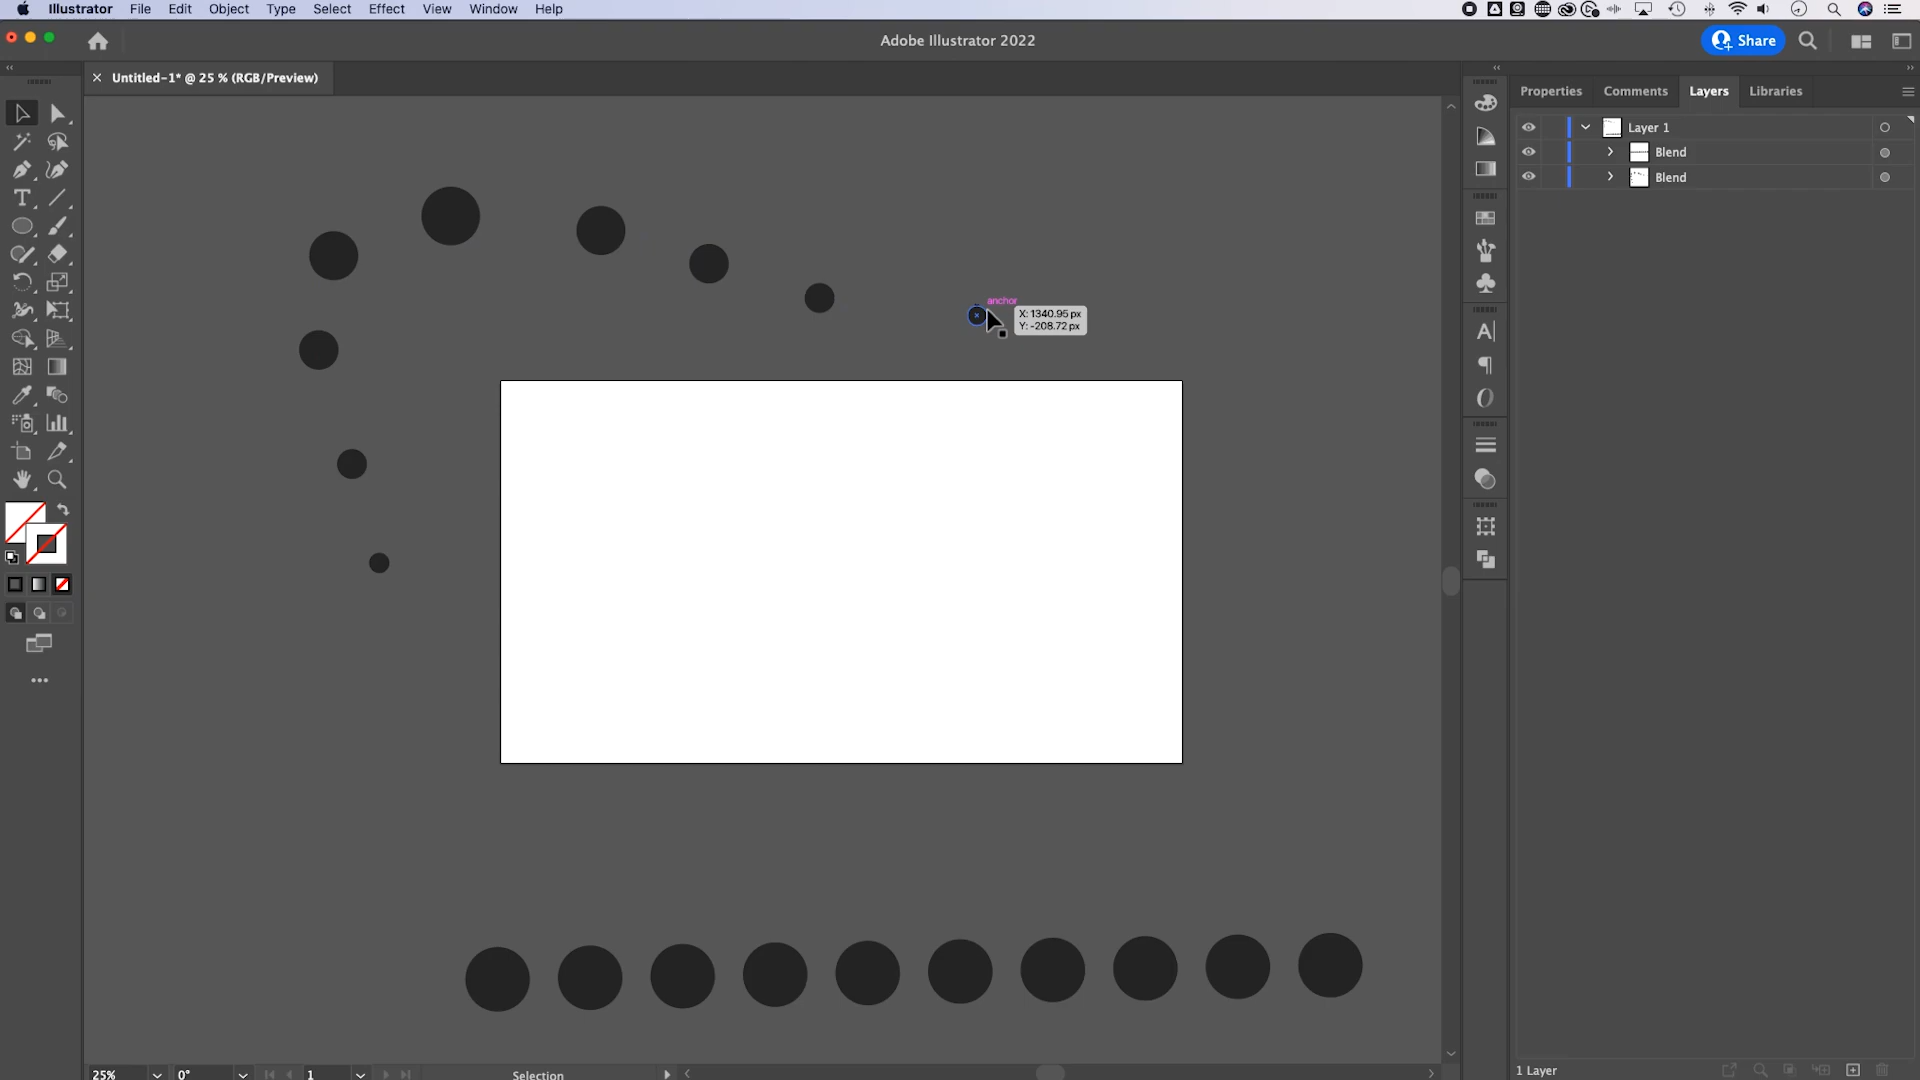 Illustrator File Edit Object Type Select Effect View Window Help
Adobe Illustrator 2022
Share
× Untitled-1* @ 25 % (RGB/Preview)
Properties Comments Layers Libraries
Layer 1
Blend
Blend
anchor
X: 1340.95 px
Y: -208.72 px
25% 0° 1 Selection
1 Layer